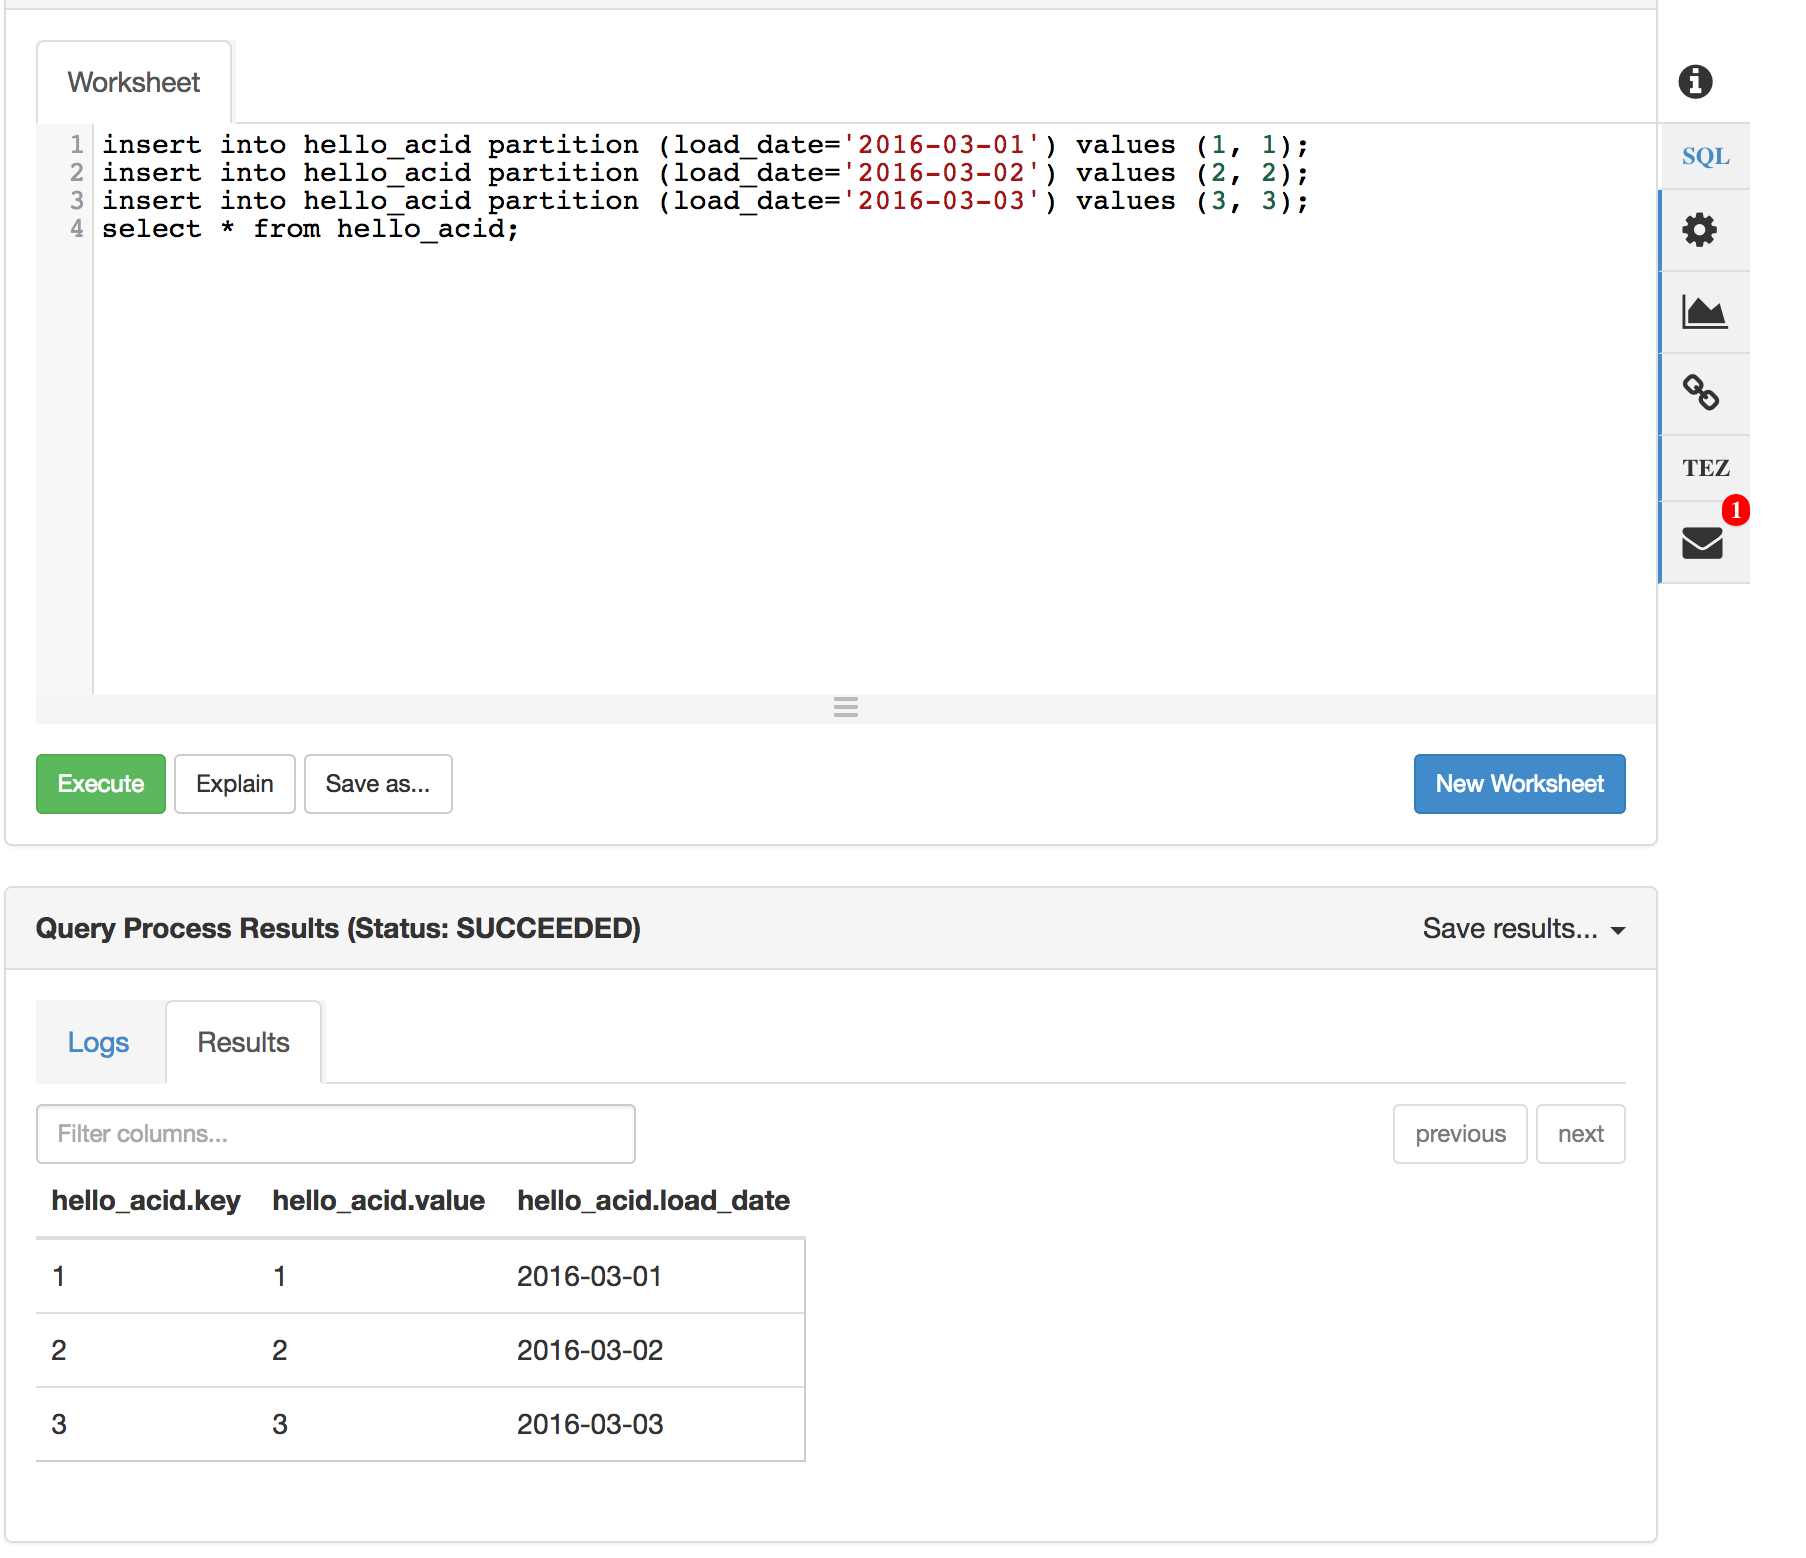 Worksheet
1 insert into hello_acid partition (load_date='2016-03-01') values (1, 1);
2 insert into hello_acid partition (load_date='2016-03-02') values (2, 2);
3 insert into hello_acid partition (load_date='2016-03-03') values (3, 3);
4 select * from hello_acid;
SQL
TEZ
1
Execute Explain Save as... New Worksheet
Query Process Results (Status: SUCCEEDED) Save results...
Logs Results
Filter columns... previous next
hello_acid.key hello_acid.value hello_acid.load_date
1 1 2016-03-01
2 2 2016-03-02
3 3 2016-03-03